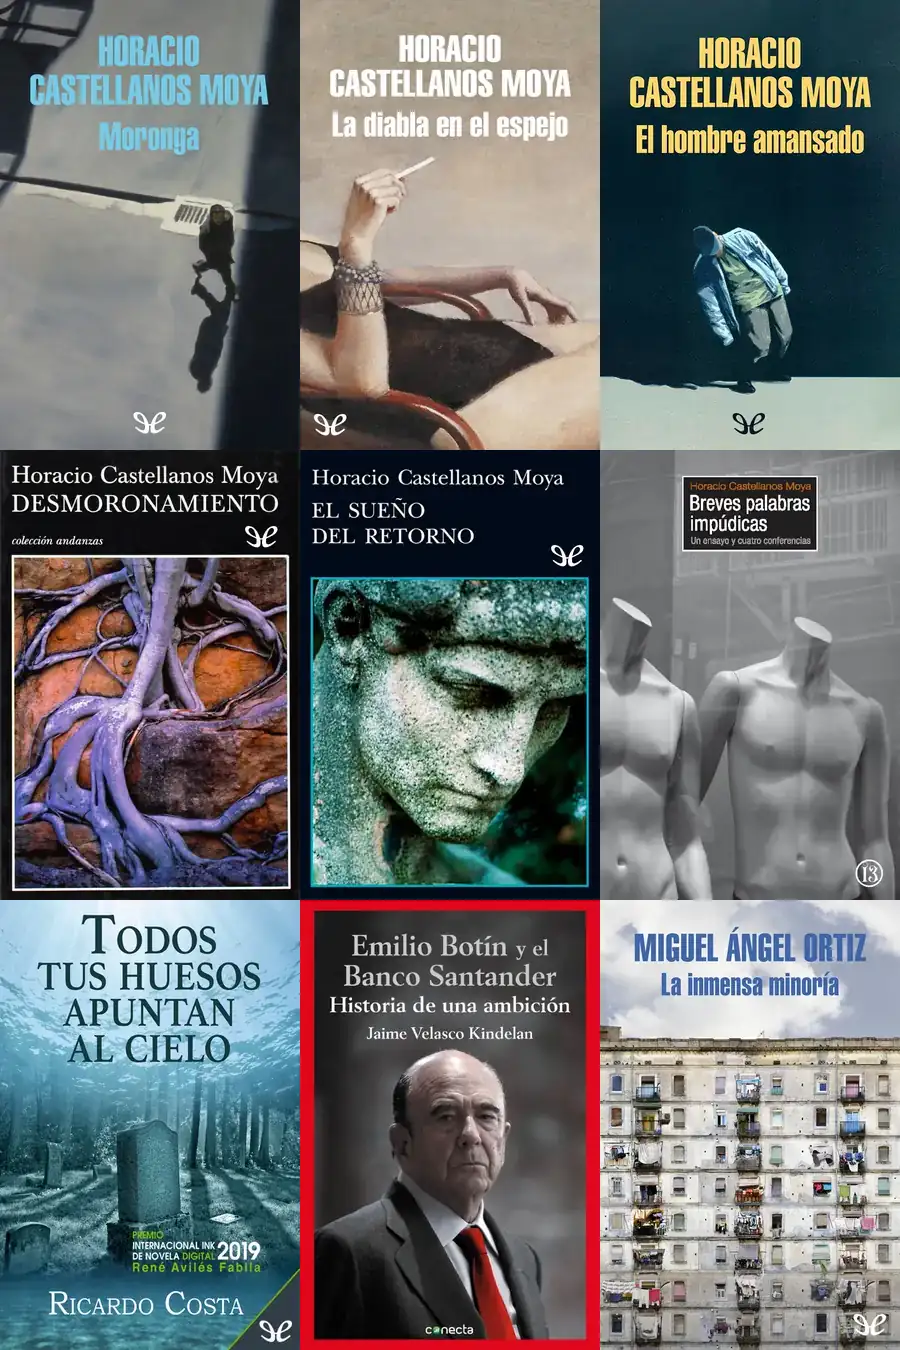 HORACIO
CASTELLANOS MOYA
Moronga
HORACIO
CASTELLANOS MOYA
La diabla en el espejo
HORACIO
CASTELLANOS MOYA
El hombre amansado
Horacio Castellanos Moya
DESMORONAMIENTO
colección andanzas
Horacio Castellanos Moya
EL SUEÑO
DEL RETORNO
Horacio Castellanos Moya
Breves palabras
impúdicas
Un ensayo y cuatro conferencias
13
TODOS
TUS HUESOS
APUNTAN
AL CIELO
PREMIO
INTERNACIONAL INK
DE NOVELA DIGITAL 2019
René Avilés Fabila
RICARDO COSTA
Emilio Botín y el
Banco Santander
Historia de una ambición
Jaime Velasco Kindelan
conecta
MIGUEL ÁNGEL ORTIZ
La inmensa minoría